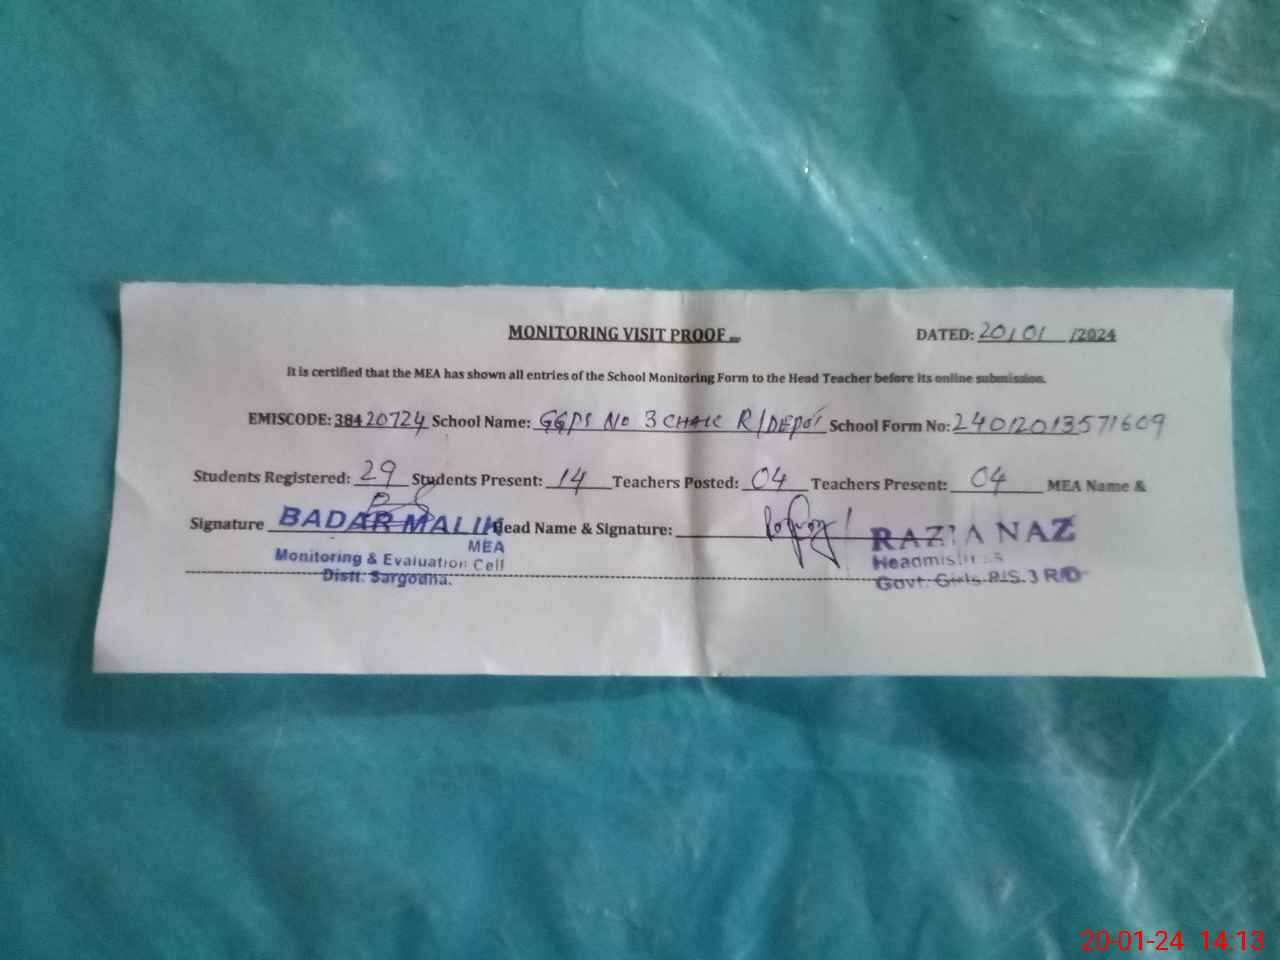 MONITORING VISIT PROOF
DATED: 20/01/2024
It is certified that the MEA has shown all entries of the School Monitoring Form to the Head Teacher before its online submission.
EMISCODE: 38420724 School Name: GGPS No 3 CHAK R/DEPOT School Form No: 24012013571609
Students Registered: 29 Students Present: 14 Teachers Posted: 04 Teachers Present: 04 MEA Name &
Signature BADAR MALIK Head Name & Signature: RAZIA NAZ
MEA Headmistress
Monitoring & Evaluation Cell Govt. Girls P/S. 3 R/D
Distt. Sargodha.
20-01-24 14:13